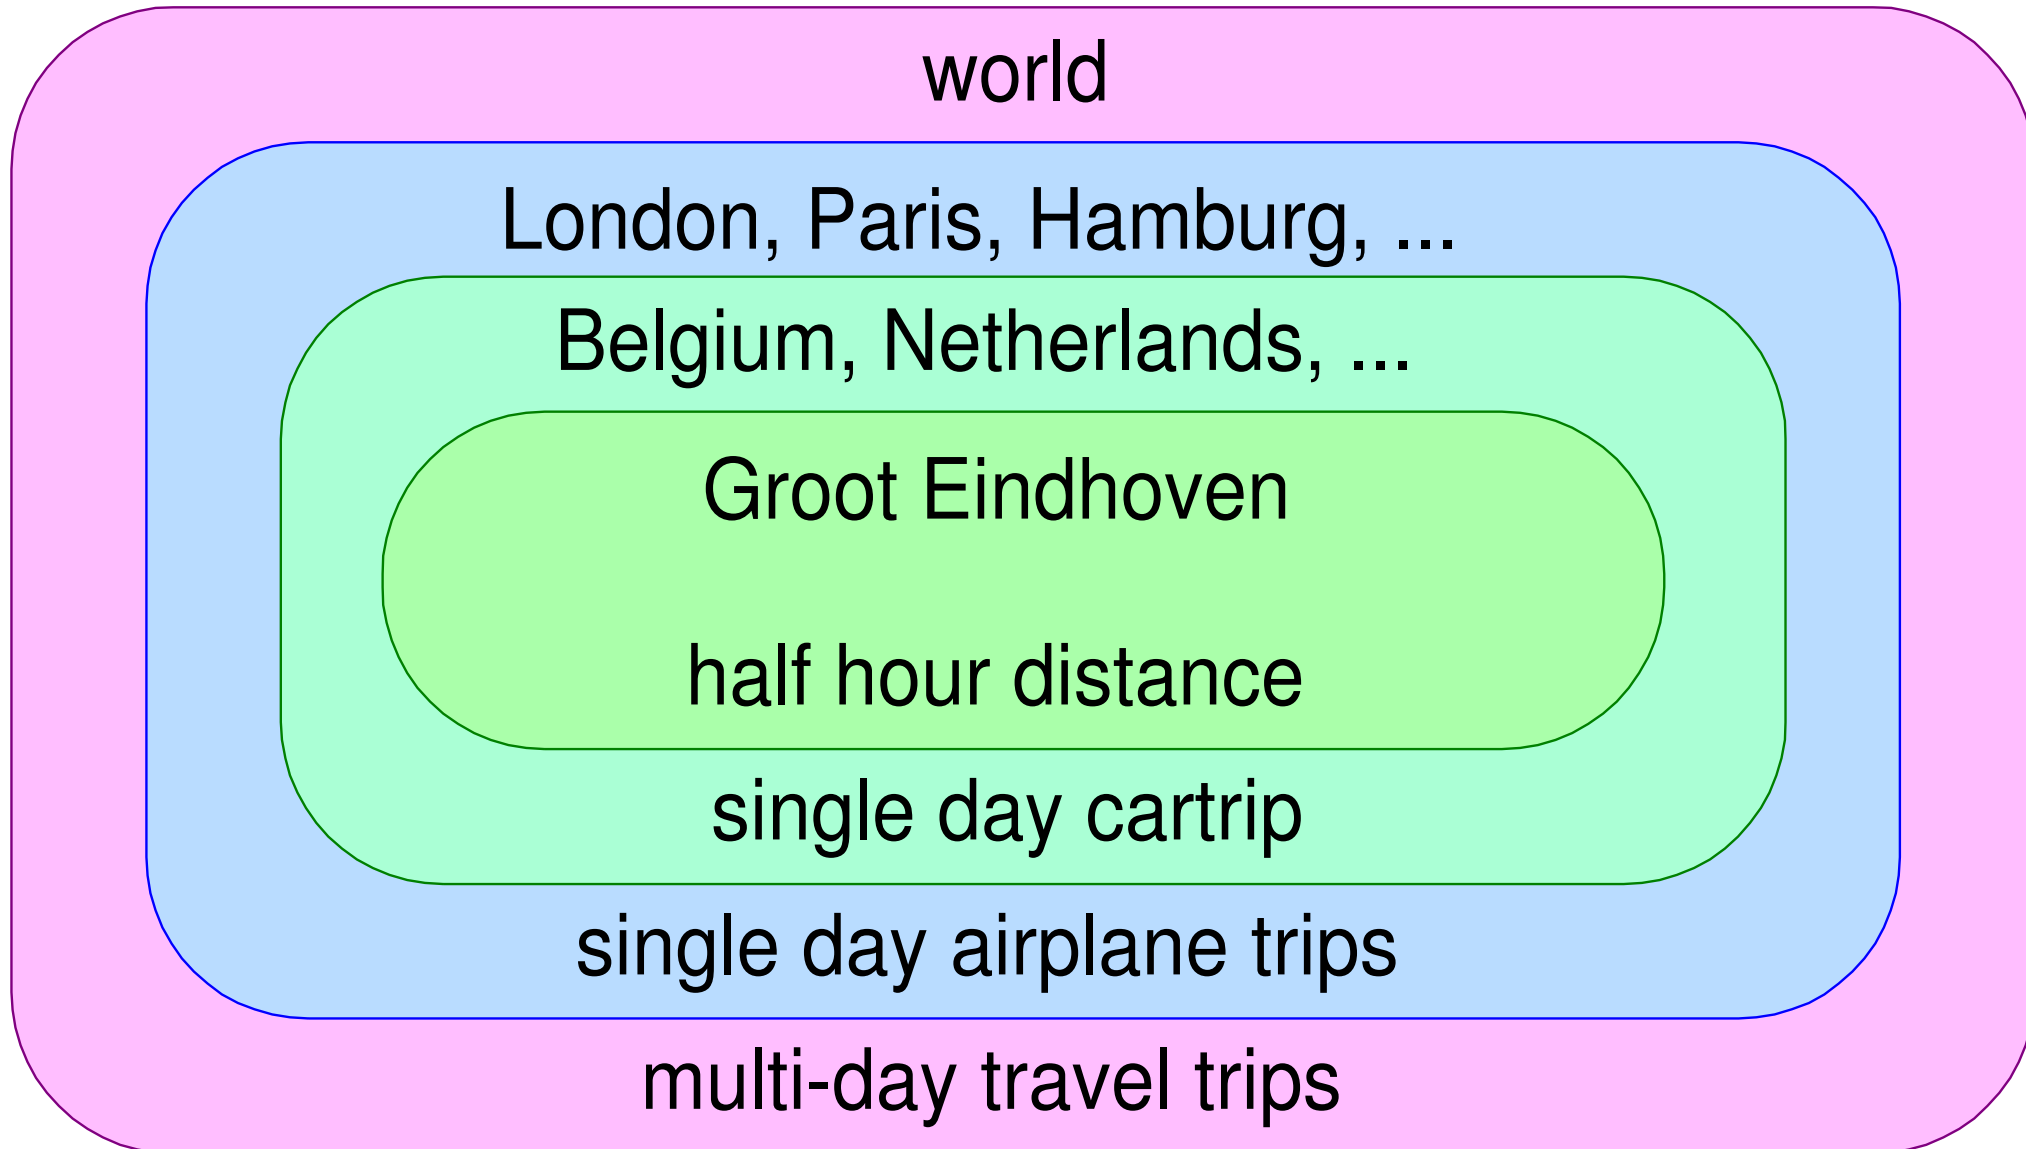 world
London, Paris, Hamburg, ...
Belgium, Netherlands, ...
Groot Eindhoven
half hour distance
single day cartrip
single day airplane trips
multi-day travel trips